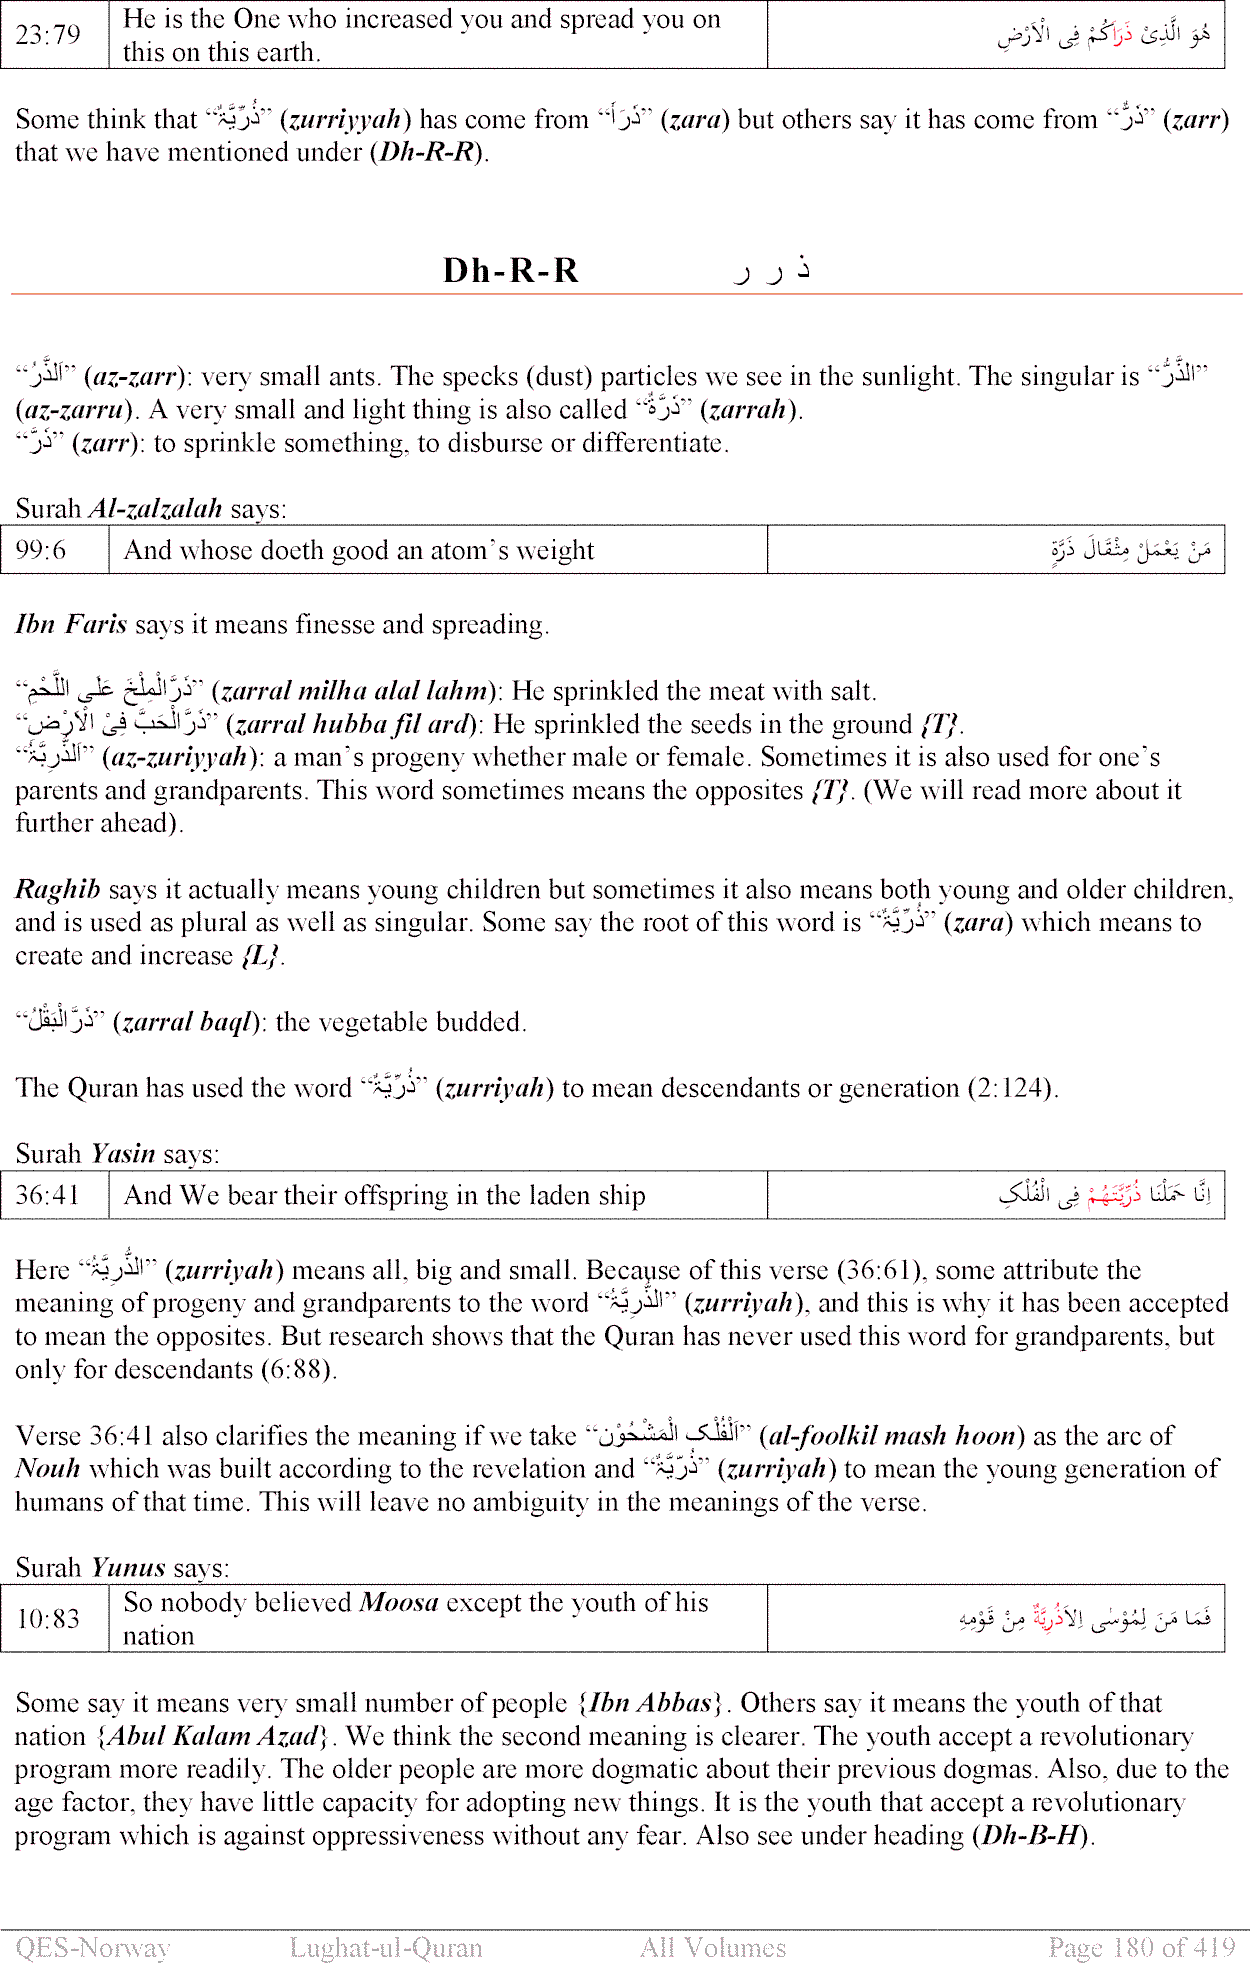 23:79 He is the One who increased you and spread you on هُوَ الَّذِىْ ذَرَاَكُمْ فِى الْاَرْضِ
this on this earth.
Some think that “ذُرِّيَّۃٌ” (zurriyyah) has come from “ذَرَأَ” (zara) but others say it has come from “ذَرٌّ” (zarr)
that we have mentioned under (Dh-R-R).
Dh-R-R ذ ر ر
“اَلذَّرُ” (az-zarr): very small ants. The specks (dust) particles we see in the sunlight. The singular is “الذَّرُّ”
(az-zarru). A very small and light thing is also called “ذَرَّۃٌ” (zarrah).
“ذَرَّ” (zarr): to sprinkle something, to disburse or differentiate.
Surah Al-zalzalah says:
99:6 And whose doeth good an atom’s weight مَنْ يَعْمَلْ مِثْقَالَ ذَرَّةٍ
Ibn Faris says it means finesse and spreading.
“ذَرَّالْمِلْحَ عَلَى اللَّحْمِ” (zarral milha alal lahm): He sprinkled the meat with salt.
“ذَرَّالْحَبَّ فِیْ الْاَرْضِ” (zarral hubba fil ard): He sprinkled the seeds in the ground {T}.
“اَلذُّرِيَّۃُ” (az-zuriyyah): a man’s progeny whether male or female. Sometimes it is also used for one’s
parents and grandparents. This word sometimes means the opposites {T}. (We will read more about it
further ahead).
Raghib says it actually means young children but sometimes it also means both young and older children,
and is used as plural as well as singular. Some say the root of this word is “ذُرِّيَّۃٌ” (zara) which means to
create and increase {L}.
“ذَرَّالْبَقْلُ” (zarral baql): the vegetable budded.
The Quran has used the word “ذُرِّيَّۃٌ” (zurriyah) to mean descendants or generation (2:124).
Surah Yasin says:
36:41 And We bear their offspring in the laden ship اِنَّا حَمَلْنَا ذُرِّيَّتَهُمْ فِى الْفُلْكِ
Here “الذُّرِيَّۃُ” (zurriyah) means all, big and small. Because of this verse (36:61), some attribute the
meaning of progeny and grandparents to the word “الذُّرِيَّۃُ” (zurriyah), and this is why it has been accepted
to mean the opposites. But research shows that the Quran has never used this word for grandparents, but
only for descendants (6:88).
Verse 36:41 also clarifies the meaning if we take “اَلْفُلْک الْمَشْحُوْن” (al-foolkil mash hoon) as the arc of
Nouh which was built according to the revelation and “ذُرِّيَّۃٌ” (zurriyah) to mean the young generation of
humans of that time. This will leave no ambiguity in the meanings of the verse.
Surah Yunus says:
10:83 So nobody believed Moosa except the youth of his فَمَا مَنَ لِمُوْسٰى اِلاَذُرِيَّةٌ مِنْ قَوْمِهِ
nation
Some say it means very small number of people {Ibn Abbas}. Others say it means the youth of that
nation {Abul Kalam Azad}. We think the second meaning is clearer. The youth accept a revolutionary
program more readily. The older people are more dogmatic about their previous dogmas. Also, due to the
age factor, they have little capacity for adopting new things. It is the youth that accept a revolutionary
program which is against oppressiveness without any fear. Also see under heading (Dh-B-H).
QES-Norway Lughat-ul-Quran All Volumes Page 180 of 419